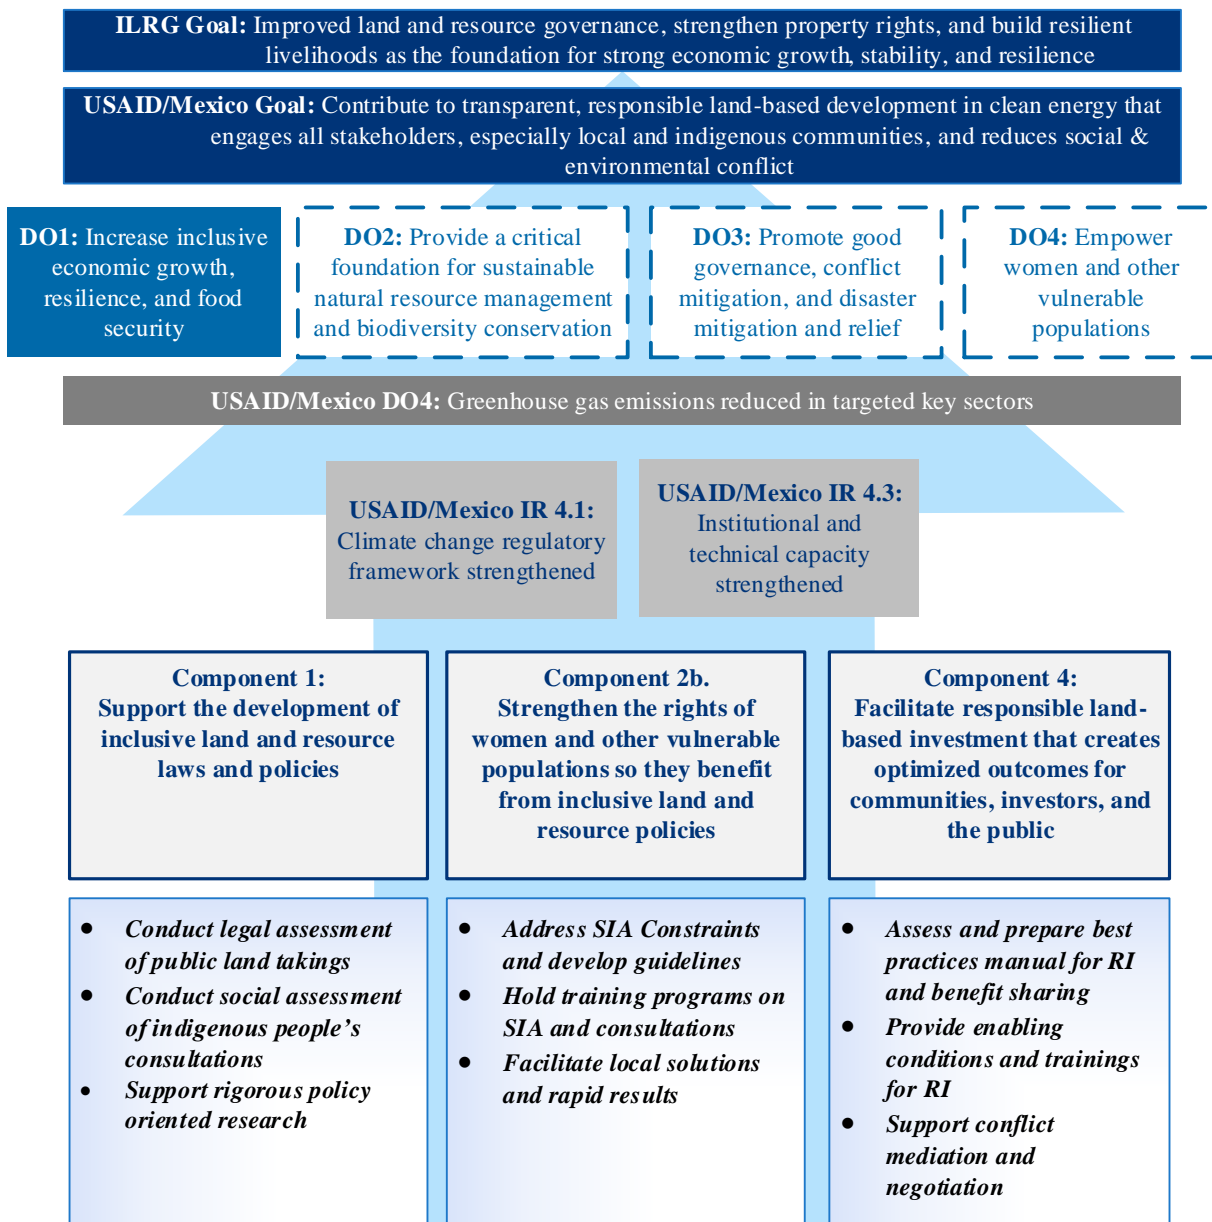 ILRG Goal: Improved land and resource governance, strengthen property rights, and build resilient
livelihoods as the foundation for strong economic growth, stability, and resilience
USAID/Mexico Goal: Contribute to transparent, responsible land-based development in clean energy that
engages all stakeholders, especially local and indigenous communities, and reduces social &
environmental conflict
DO1: Increase inclusive
economic growth,
resilience, and food
security
DO2: Provide a critical
foundation for sustainable
natural resource management
and biodiversity conservation
DO3: Promote good
governance, conflict
mitigation, and disaster
mitigation and relief
DO4: Empower
women and other
vulnerable
populations
USAID/Mexico DO4: Greenhouse gas emissions reduced in targeted key sectors
USAID/Mexico IR 4.1:
Climate change regulatory
framework strengthened
USAID/Mexico IR 4.3:
Institutional and
technical capacity
strengthened
Component 1:
Support the development of
inclusive land and resource
laws and policies
Component 2b.
Strengthen the rights of
women and other vulnerable
populations so they benefit
from inclusive land and
resource policies
Component 4:
Facilitate responsible land-
based investment that creates
optimized outcomes for
communities, investors, and
the public
• Conduct legal assessment
of public land takings
• Conduct social assessment
of indigenous people's
consultations
• Support rigorous policy
oriented research
• Address SIA Constraints
and develop guidelines
• Hold training programs on
SIA and consultations
• Facilitate local solutions
and rapid results
• Assess and prepare best
practices manual for RI
and benefit sharing
• Provide enabling
conditions and trainings
for RI
• Support conflict
mediation and
negotiation